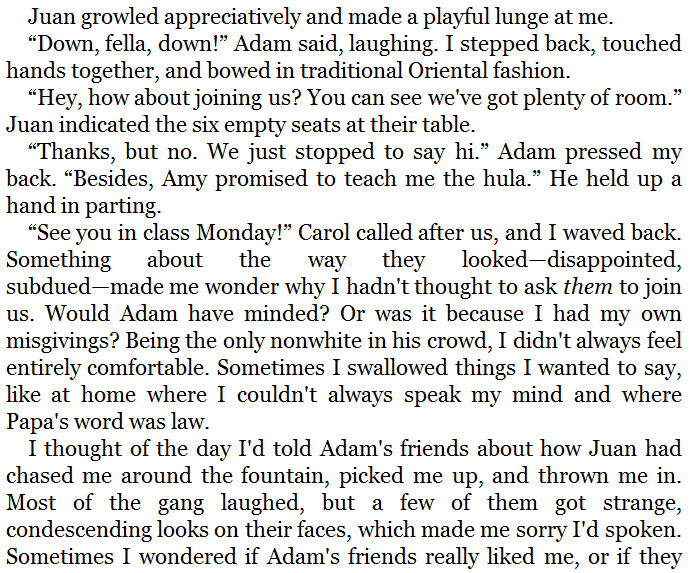 Juan growled appreciatively and made a playful lunge at me.
“Down, fella, down!” Adam said, laughing. I stepped back, touched
hands together, and bowed in traditional Oriental fashion.
“Hey, how about joining us? You can see we've got plenty of room.”
Juan indicated the six empty seats at their table.
“Thanks, but no. We just stopped to say hi.” Adam pressed my
back. “Besides, Amy promised to teach me the hula.” He held up a
hand in parting.
“See you in class Monday!” Carol called after us, and I waved back.
Something about the way they looked—disappointed,
subdued—made me wonder why I hadn't thought to ask them to join
us. Would Adam have minded? Or was it because I had my own
misgivings? Being the only nonwhite in his crowd, I didn't always feel
entirely comfortable. Sometimes I swallowed things I wanted to say,
like at home where I couldn't always speak my mind and where
Papa's word was law.
I thought of the day I'd told Adam's friends about how Juan had
chased me around the fountain, picked me up, and thrown me in.
Most of the gang laughed, but a few of them got strange,
condescending looks on their faces, which made me sorry I'd spoken.
Sometimes I wondered if Adam's friends really liked me, or if they